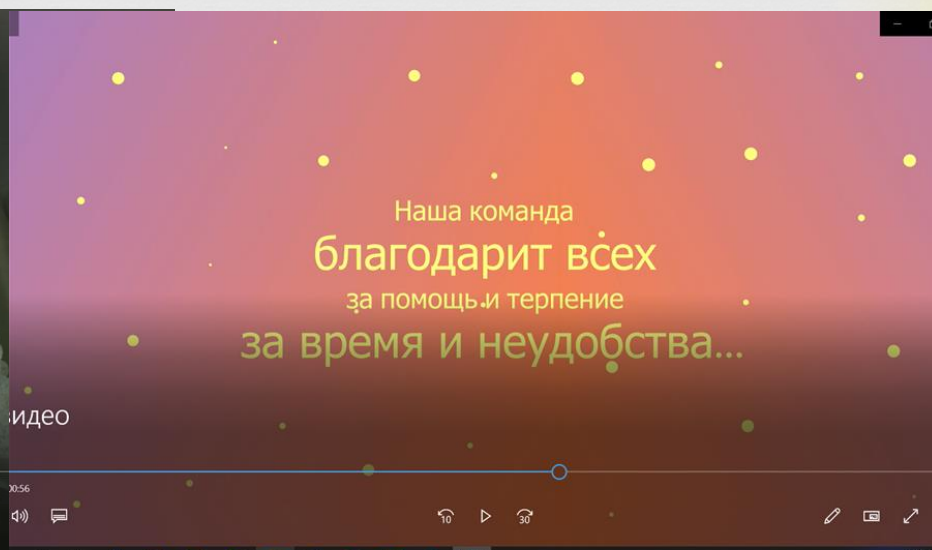 Наша команда
благодарит всех
за помощь и терпение
за время и неудобства...
видео
00:56
10
30